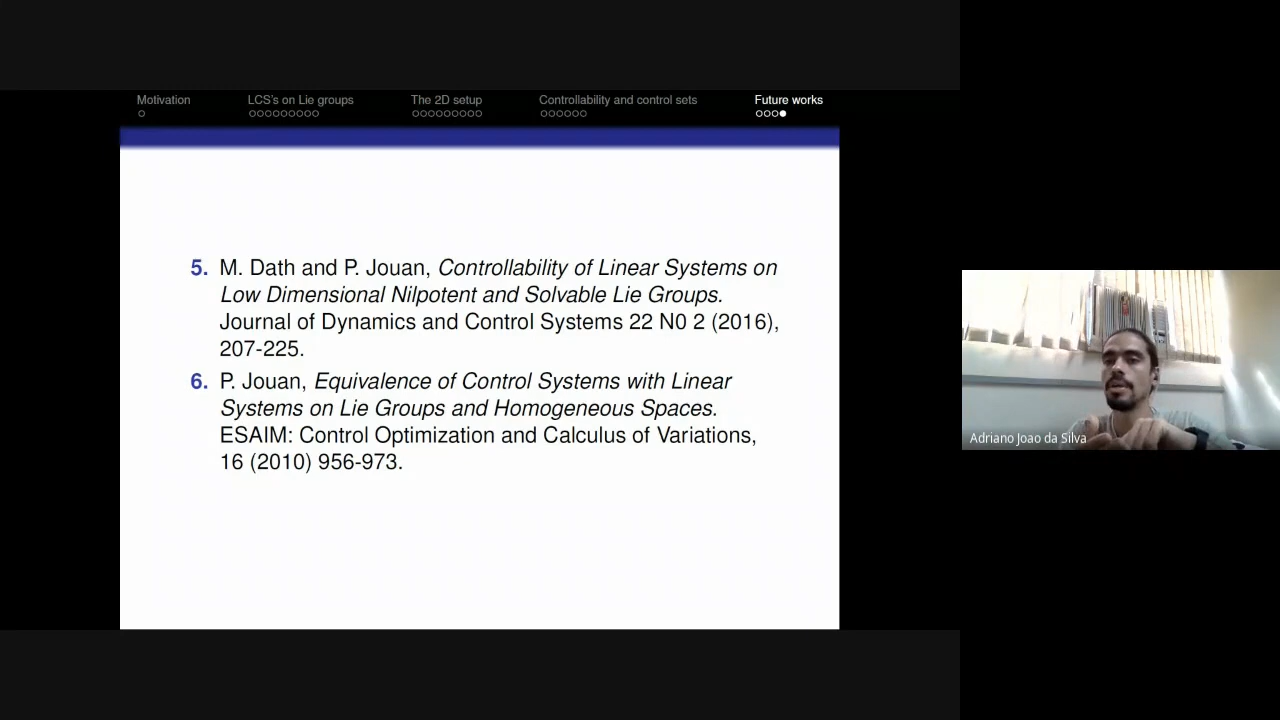 Motivation
LCS's on Lie groups
The 2D setup
Controllability and control sets
Future works
5. M. Dath and P. Jouan, Controllability of Linear Systems on
Low Dimensional Nilpotent and Solvable Lie Groups.
Journal of Dynamics and Control Systems 22 N0 2 (2016),
207-225.
6. P. Jouan, Equivalence of Control Systems with Linear
Systems on Lie Groups and Homogeneous Spaces.
ESAIM: Control Optimization and Calculus of Variations,
16 (2010) 956-973.
Adriano Joao da Silva